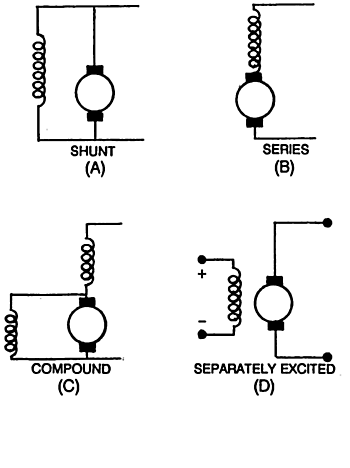 SHUNT
(A)
SERIES
(B)
COMPOUND
(C)
+
−
SEPARATELY EXCITED
(D)